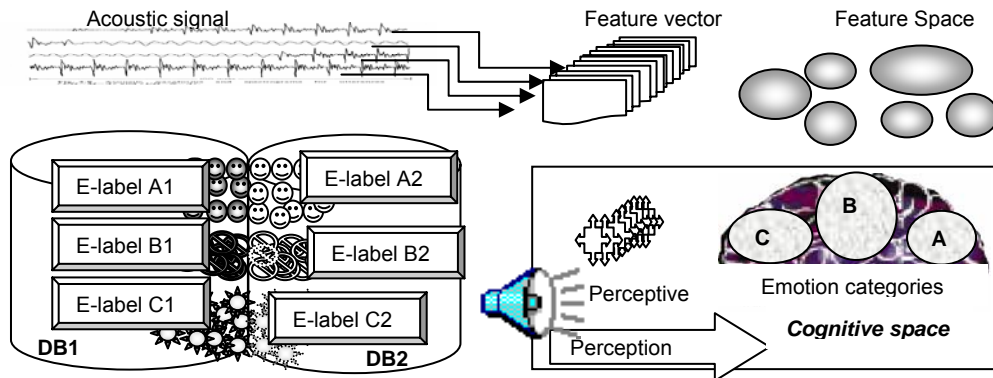 Acoustic signal
Feature vector
Feature Space
E-label A1
E-label A2
E-label B1
E-label B2
E-label C1
E-label C2
DB1
DB2
B
C
A
Perceptive
Emotion categories
Cognitive space
Perception